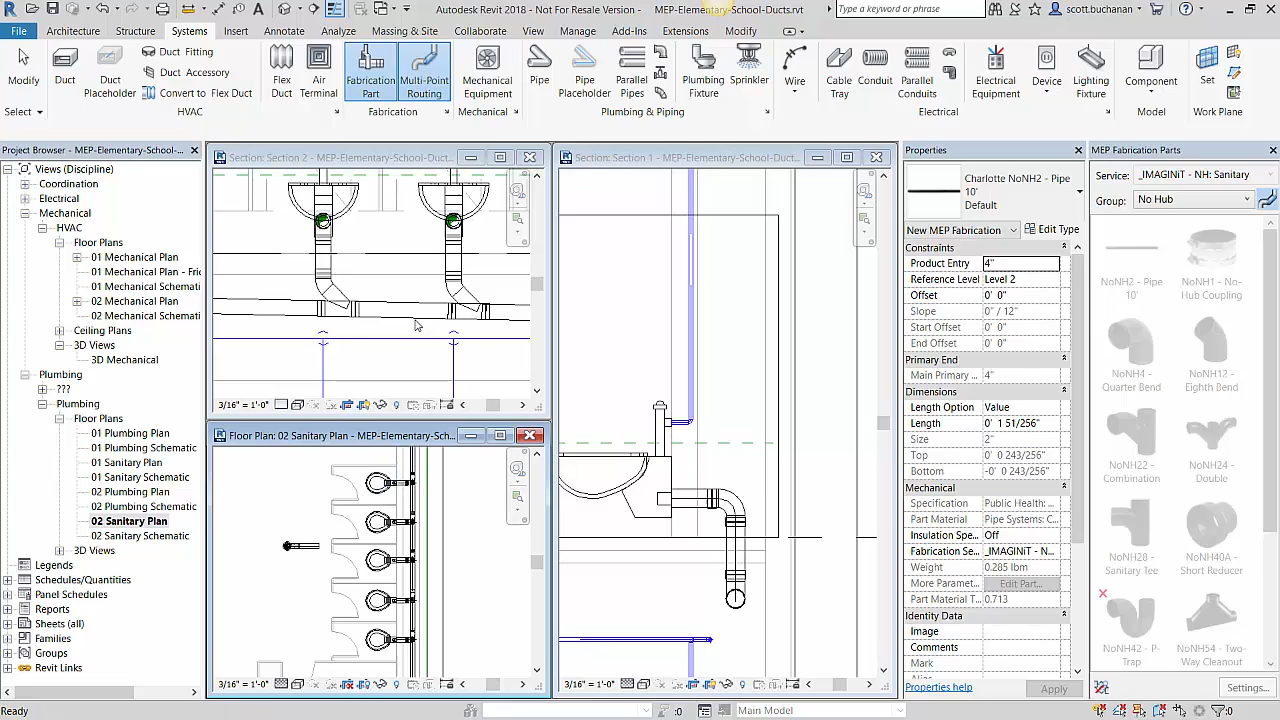 Autodesk Revit 2018 - Not For Resale Version - MEP-Elementary-School-Ducts.rvt
Type a keyword or phrase
scott.buchanan
File Architecture Structure Systems Insert Annotate Analyze Massing & Site Collaborate View Manage Add-Ins Extensions Modify
Modify
Duct
Duct Placeholder
Duct Fitting
Duct Accessory
Convert to Flex Duct
Flex Duct
Air Terminal
Fabrication Part
Multi-Point Routing
Mechanical Equipment
Pipe
Pipe Placeholder
Parallel Pipes
Plumbing Fixture
Sprinkler
Wire
Cable Tray
Conduit
Parallel Conduits
Electrical Equipment
Device
Lighting Fixture
Component
Set
Select HVAC Fabrication Mechanical Plumbing & Piping Electrical Model Work Plane
Project Browser - MEP-Elementary-School-...
Views (Discipline)
Coordination
Electrical
Mechanical
HVAC
Floor Plans
01 Mechanical Plan
01 Mechanical Plan - Fri
01 Mechanical Schemati
02 Mechanical Plan
02 Mechanical Schemati
Ceiling Plans
3D Views
3D Mechanical
Plumbing
???
Plumbing
Floor Plans
01 Plumbing Plan
01 Plumbing Schematic
01 Sanitary Plan
01 Sanitary Schematic
02 Plumbing Plan
02 Plumbing Schematic
02 Sanitary Plan
02 Sanitary Schematic
3D Views
Legends
Schedules/Quantities
Panel Schedules
Reports
Sheets (all)
Families
Groups
Revit Links
Section: Section 2 - MEP-Elementary-School-Duct...
3/16" = 1'-0"
Floor Plan: 02 Sanitary Plan - MEP-Elementary-Sch...
3/16" = 1'-0"
Section: Section 1 - MEP-Elementary-School-Duct...
3/16" = 1'-0"
Properties
Charlotte NoNH2 - Pipe 10'
Default
New MEP Fabrication
Edit Type
Constraints
Product Entry 4"
Reference Level Level 2
Offset 0' 0"
Slope 0" / 12"
Start Offset 0' 0"
End Offset 0' 0"
Primary End
Main Primary ... 4"
Dimensions
Length Option Value
Length 0' 1 51/256"
Size 2"
Top 0' 0 243/256"
Bottom -0' 0 243/256"
Mechanical
Specification Public Health:
Part Material Pipe Systems: C...
Insulation Spe... Off
Fabrication Se... _IMAGINiT - N...
Weight 0.285 lbm
More Paramet... Edit Part...
Part Material T... 0.713
Identity Data
Image
Comments
Mark
Properties help
Apply
MEP Fabrication Parts
Service: _IMAGINiT - NH: Sanitary
Group: No Hub
NoNH2 - Pipe 10'
NoNH1 - No-Hub Coupling
NoNH4 - Quarter Bend
NoNH12 - Eighth Bend
NoNH22 - Combination
NoNH24 - Double
NoNH28 - Sanitary Tee
NoNH40A - Short Reducer
NoNH42 - P-Trap
NoNH54 - Two-Way Cleanout
Settings...
Ready
:0
Main Model
:0